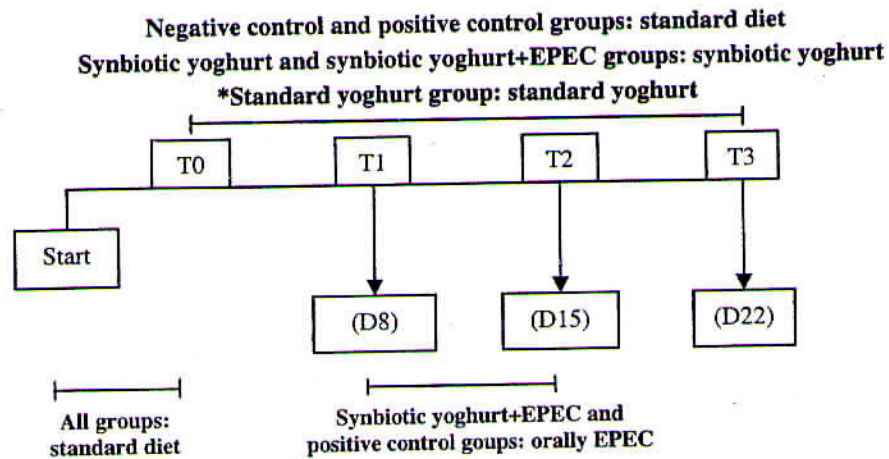 Negative control and positive control groups: standard diet
Synbiotic yoghurt and synbiotic yoghurt+EPEC groups: synbiotic yoghurt
*Standard yoghurt group: standard yoghurt
T0
T1
T2
T3
Start
(D8)
(D15)
(D22)
All groups:
standard diet
Synbiotic yoghurt+EPEC and
positive control goups: orally EPEC